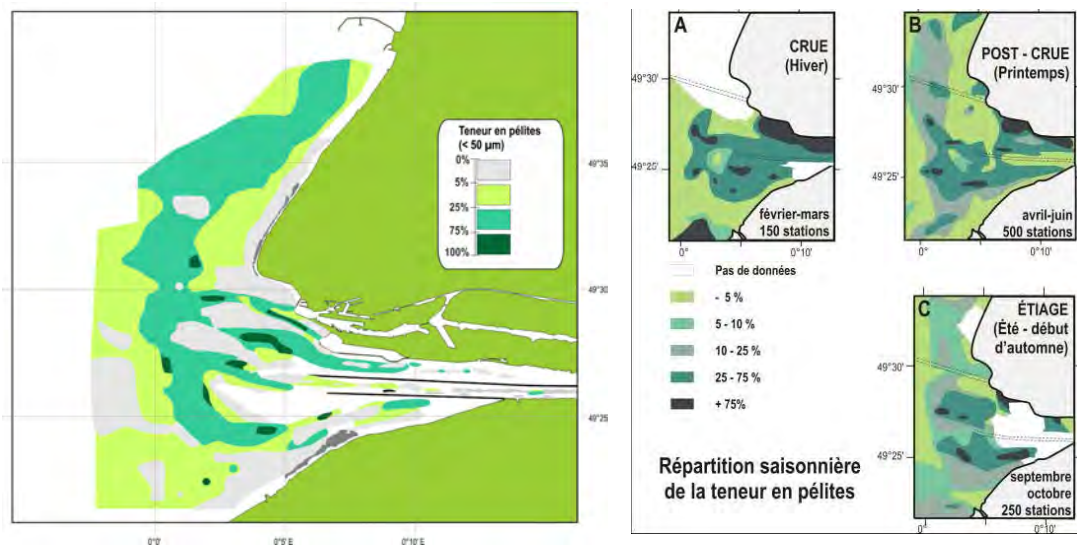 Teneur en pélites
(< 50 µm)
0%
5%
25%
75%
100%
49°35
49°30
49°25
0°0'
0°5'E
0°10'E
A
CRUE
(Hiver)
49°30'
49°25'
février-mars
150 stations
0°
0°10'
B
POST - CRUE
(Printemps)
49°30'
49°25'
avril-juin
500 stations
0°
0°10'
Pas de données
- 5 %
5 - 10 %
10 - 25 %
25 - 75 %
+ 75%
Répartition saisonnière
de la teneur en pélites
C
ÉTIAGE
(Été - début
d'automne)
49°30'
49°25'
septembre
octobre
250 stations
0°
0°10'